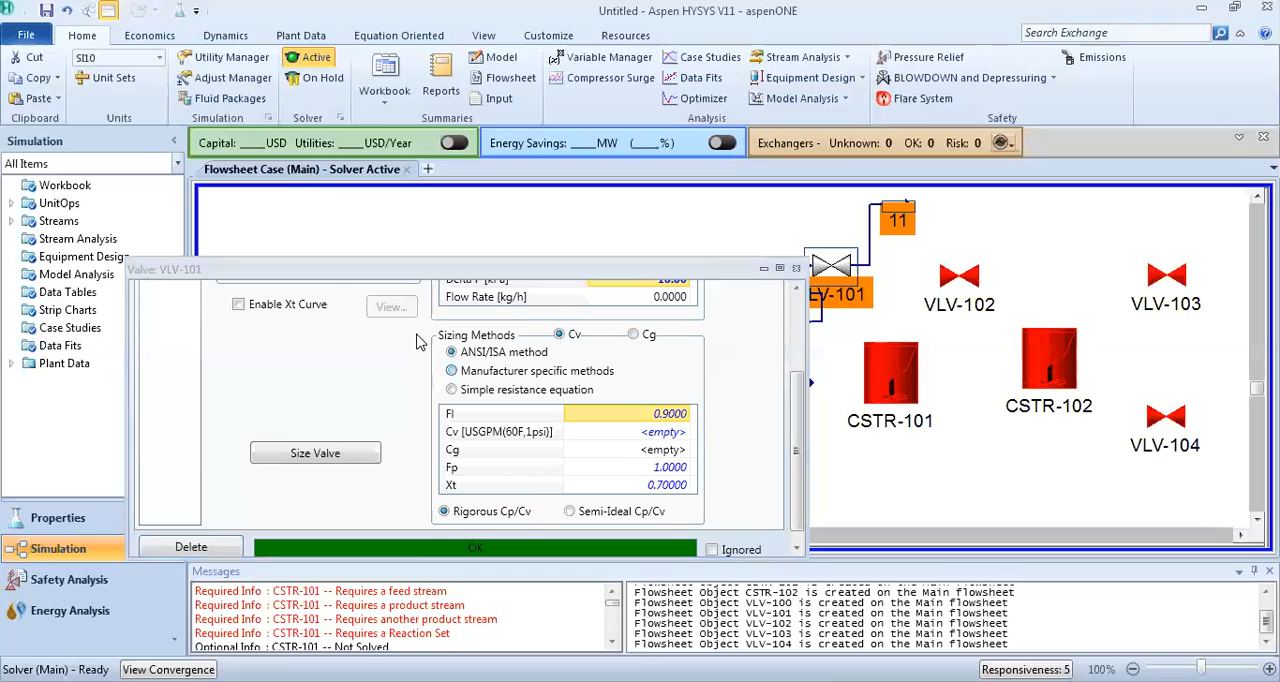 Untitled - Aspen HYSYS V11 - aspenONE
File Home Economics Dynamics Plant Data Equation Oriented View Customize Resources Search Exchange
Cut SI10 Utility Manager Active Model Variable Manager Case Studies Stream Analysis Pressure Relief Emissions
Copy Unit Sets Adjust Manager On Hold Workbook Reports Flowsheet Compressor Surge Data Fits Equipment Design BLOWDOWN and Depressuring
Paste Fluid Packages Input Optimizer Model Analysis Flare System
Clipboard Units Simulation Solver Summaries Analysis Safety
Simulation Capital: ____USD Utilities: ____USD/Year Energy Savings: ____MW (____%) Exchangers - Unknown: 0 OK: 0 Risk: 0
All Items Flowsheet Case (Main) - Solver Active
Workbook
UnitOps
Streams
Stream Analysis
Equipment Desig
Model Analysis
Data Tables
Strip Charts
Case Studies
Data Fits
Plant Data
Properties
Simulation
Safety Analysis
Energy Analysis
Valve: VLV-101
Flow Rate [kg/h] 0.0000
Enable Xt Curve View...
Sizing Methods Cv Cg
ANSI/ISA method
Manufacturer specific methods
Simple resistance equation
Fl 0.9000
Cv [USGPM(60F,1psi)] <empty>
Cg <empty>
Fp 1.0000
Xt 0.70000
Size Valve
Rigorous Cp/Cv Semi-Ideal Cp/Cv
Delete OK Ignored
11
LV-101
VLV-102
VLV-103
CSTR-101
CSTR-102
VLV-104
Messages
Required Info : CSTR-101 -- Requires a feed stream
Required Info : CSTR-101 -- Requires a product stream
Required Info : CSTR-101 -- Requires another product stream
Required Info : CSTR-101 -- Requires a Reaction Set
Optional Info : CSTR-101 -- Not Solved
Flowsheet Object CSTR-102 is created on the Main flowsheet
Flowsheet Object VLV-100 is created on the Main flowsheet
Flowsheet Object VLV-101 is created on the Main flowsheet
Flowsheet Object VLV-102 is created on the Main flowsheet
Flowsheet Object VLV-103 is created on the Main flowsheet
Flowsheet Object VLV-104 is created on the Main flowsheet
Solver (Main) - Ready View Convergence Responsiveness: 5 100%